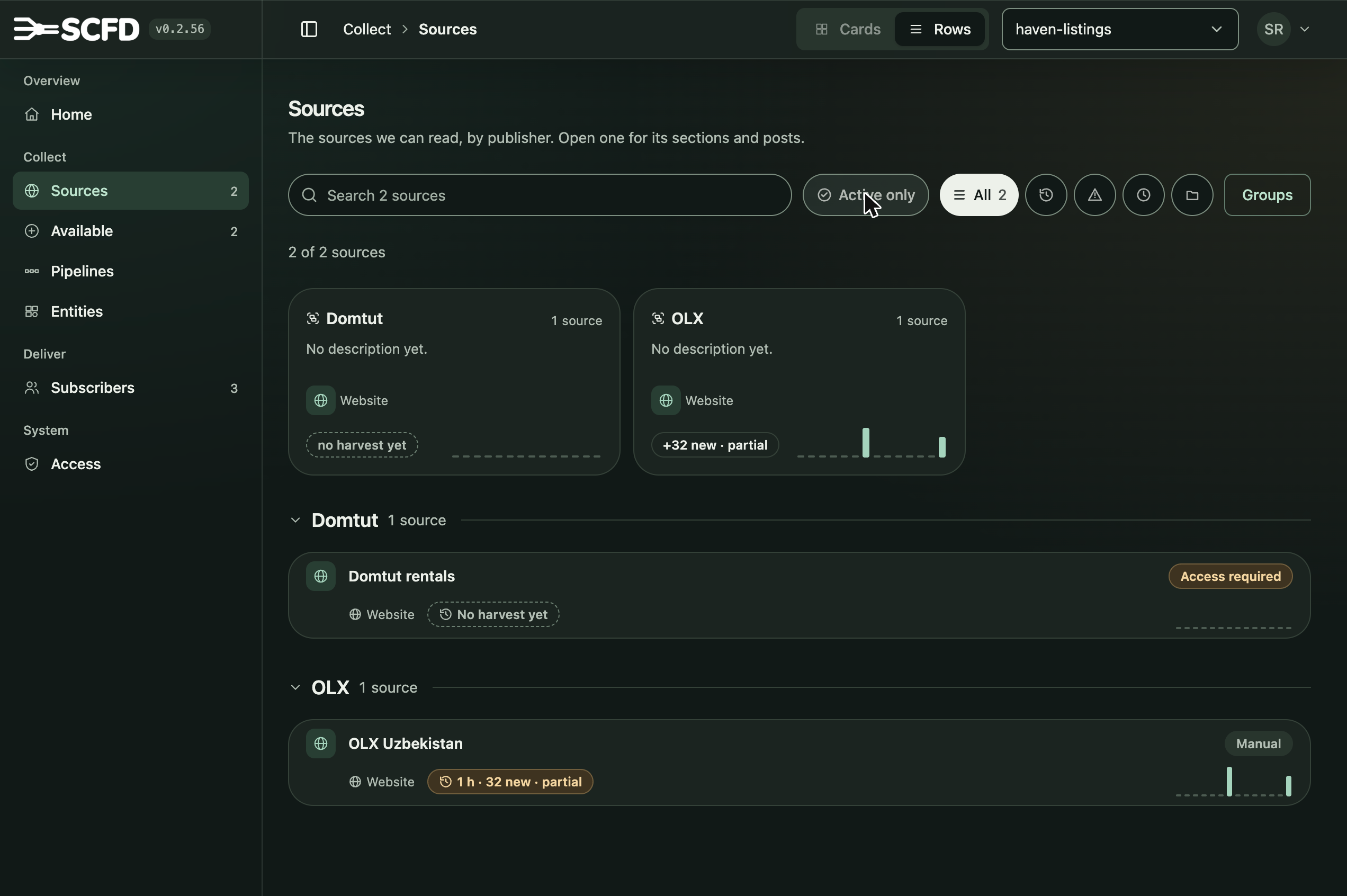 SCFD v0.2.56
Collect > Sources
Cards Rows
haven-listings
SR
Overview
Home
Collect
Sources 2
Available 2
Pipelines
Entities
Deliver
Subscribers 3
System
Access
Sources
The sources we can read, by publisher. Open one for its sections and posts.
Search 2 sources
Active only
All 2
Groups
2 of 2 sources
Domtut 1 source
No description yet.
Website
no harvest yet
OLX 1 source
No description yet.
Website
+32 new · partial
Domtut 1 source
Domtut rentals Access required
Website No harvest yet
OLX 1 source
OLX Uzbekistan Manual
Website 1 h · 32 new · partial